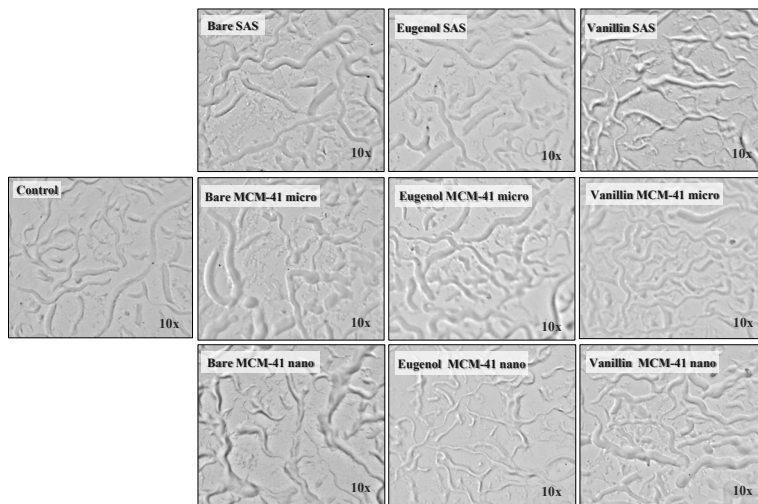 Bare SAS
10x
Eugenol SAS
10x
Vanillin SAS
10x
Control
10x
Bare MCM-41 micro
10x
Eugenol MCM-41 micro
10x
Vanillin MCM-41 micro
10x
Bare MCM-41 nano
10x
Eugenol MCM-41 nano
10x
Vanillin MCM-41 nano
10x